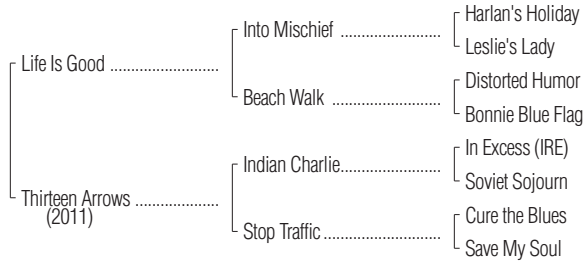 Harlan's Holiday
Into Mischief ....................
Leslie's Lady
Life Is Good ......................
Distorted Humor
Beach Walk ......................
Bonnie Blue Flag
In Excess (IRE)
Indian Charlie....................
Soviet Sojourn
Thirteen Arrows .................
(2011)
Cure the Blues
Stop Traffic........................
Save My Soul